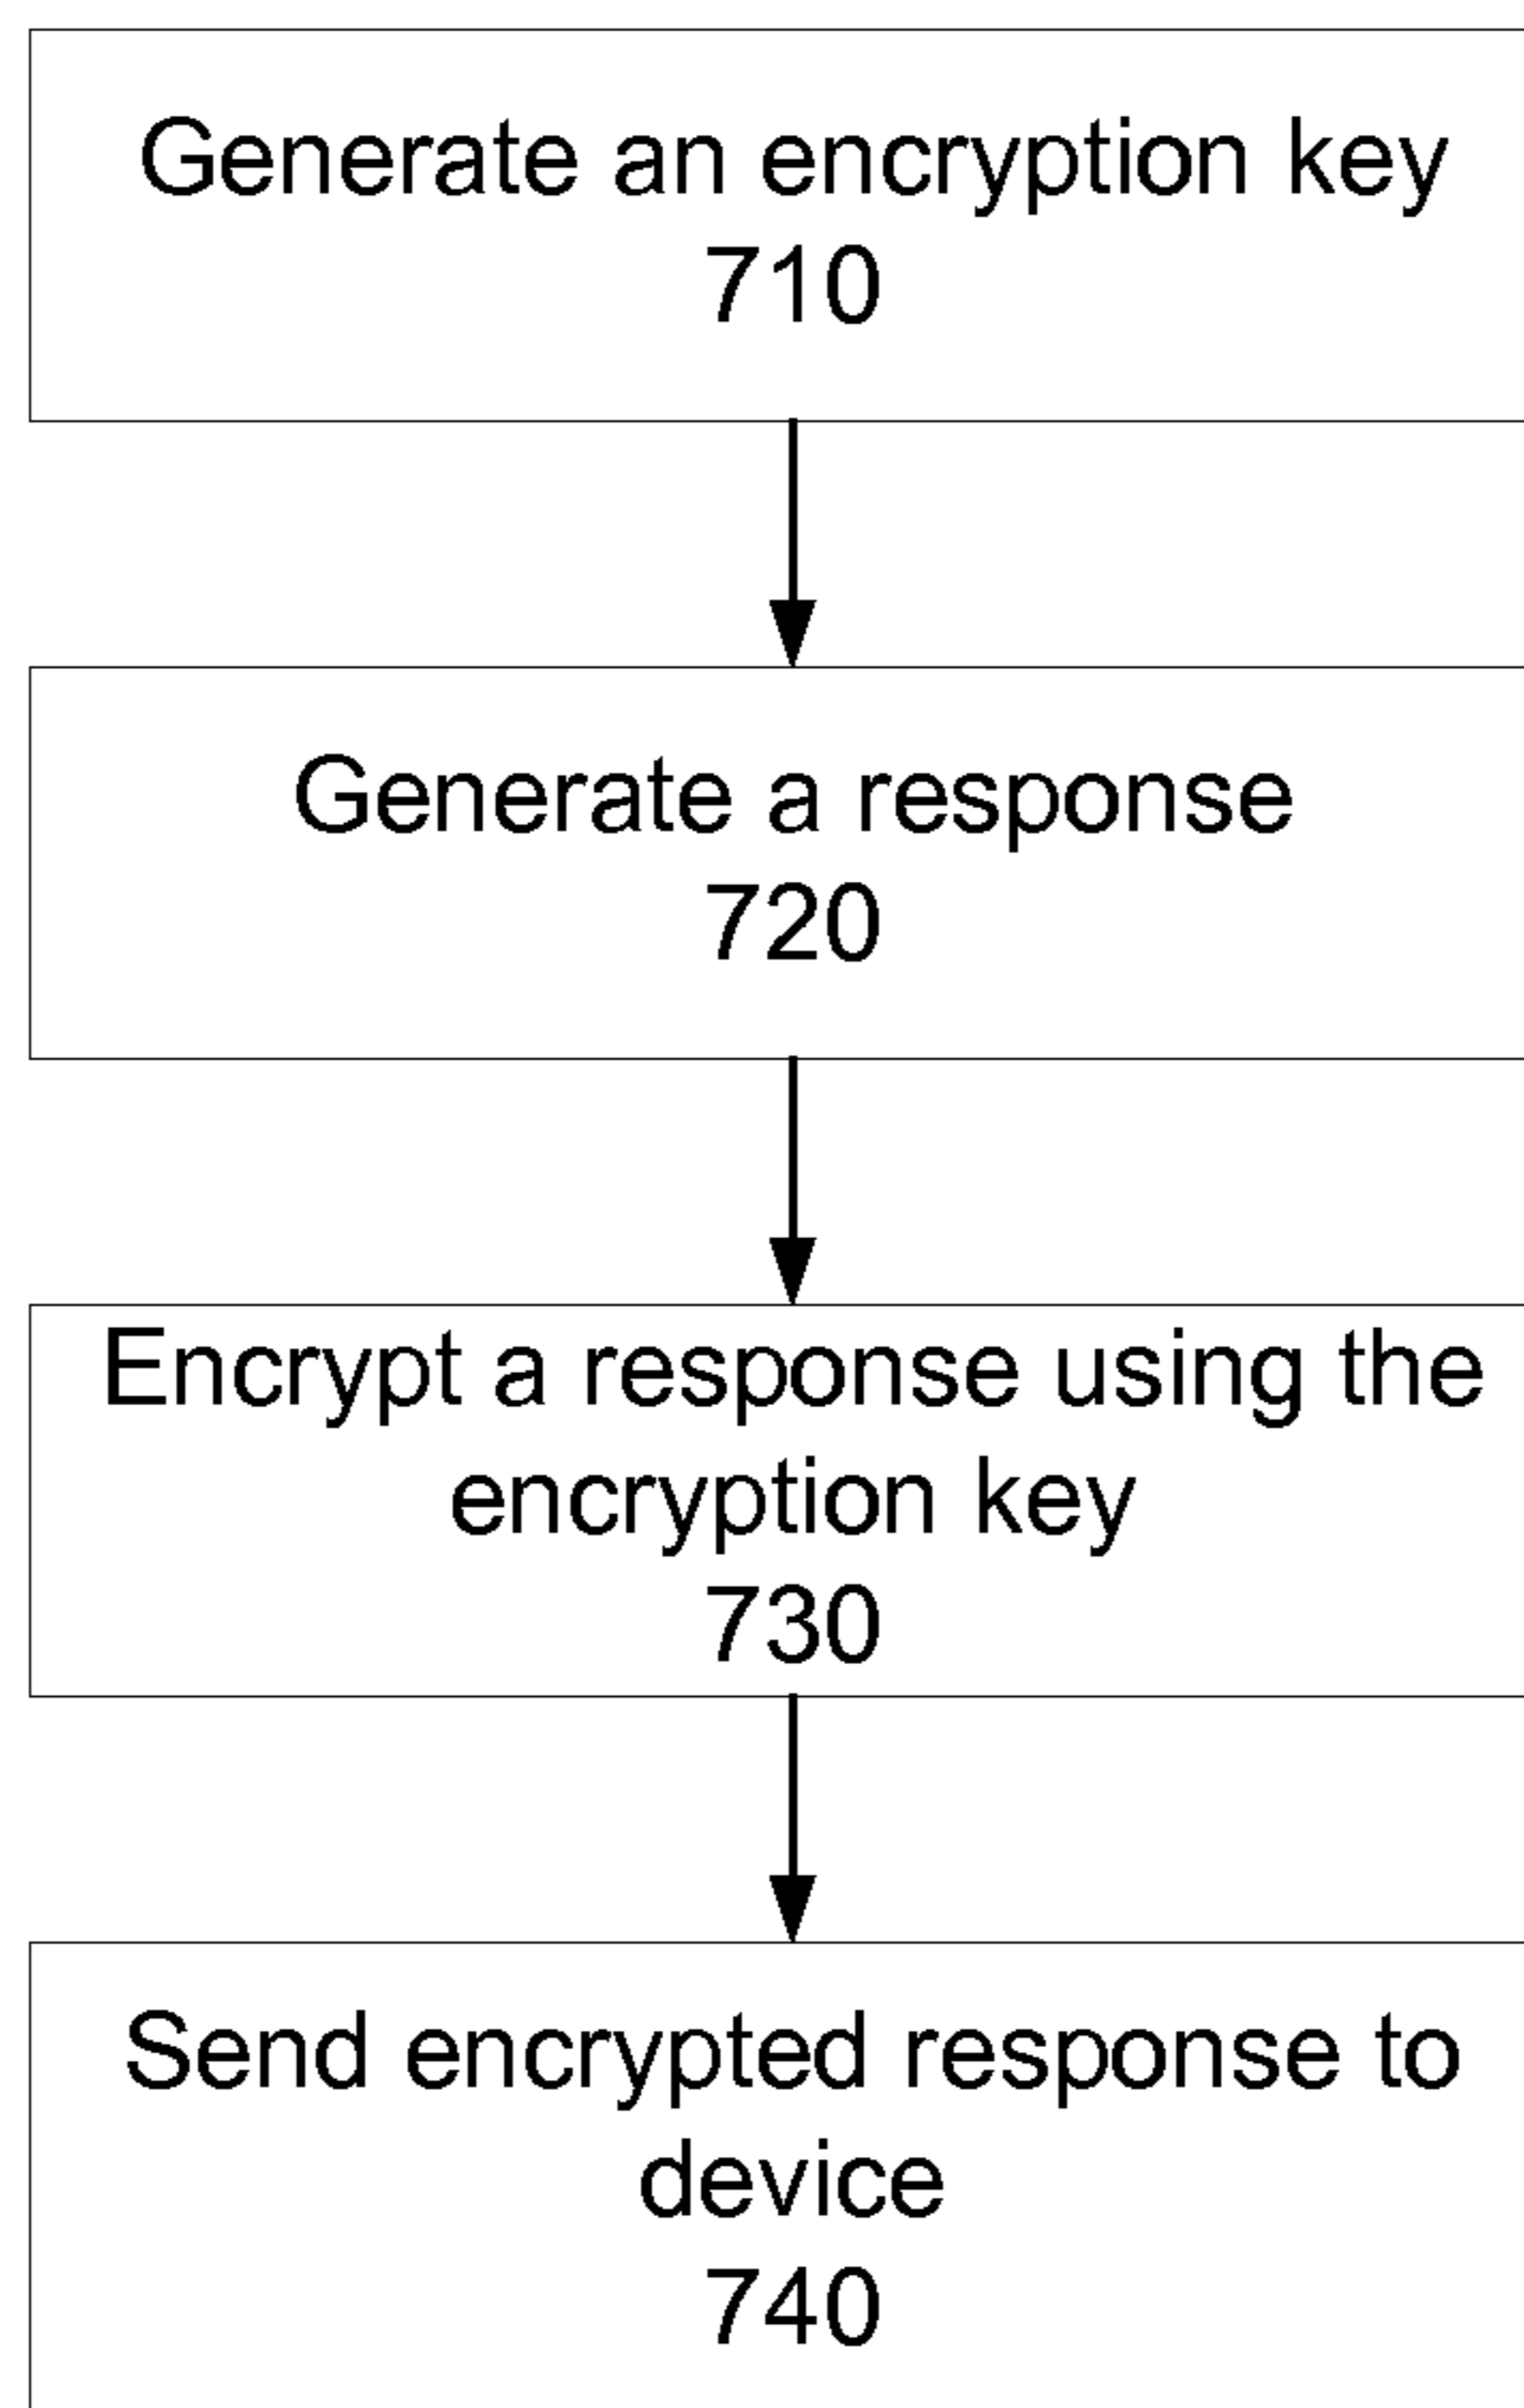 Generate an encryption key
710
Generate a response
720
Encrypt a response using the
encryption key
730
Send encrypted response to
device
740